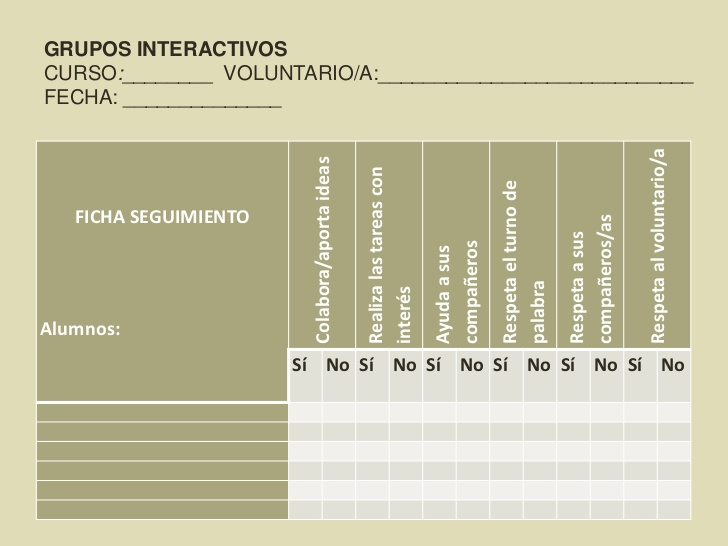 GRUPOS INTERACTIVOS
CURSO:________ VOLUNTARIO/A:____________________________
FECHA: ______________
FICHA SEGUIMIENTO
Alumnos:
Colabora/aporta ideas
Realiza las tareas con
interés
Ayuda a sus
compañeros
Respeta el turno de
palabra
Respeta a sus
compañeros/as
Respeta al voluntario/a
Sí No Sí No Sí No Sí No Sí No Sí No